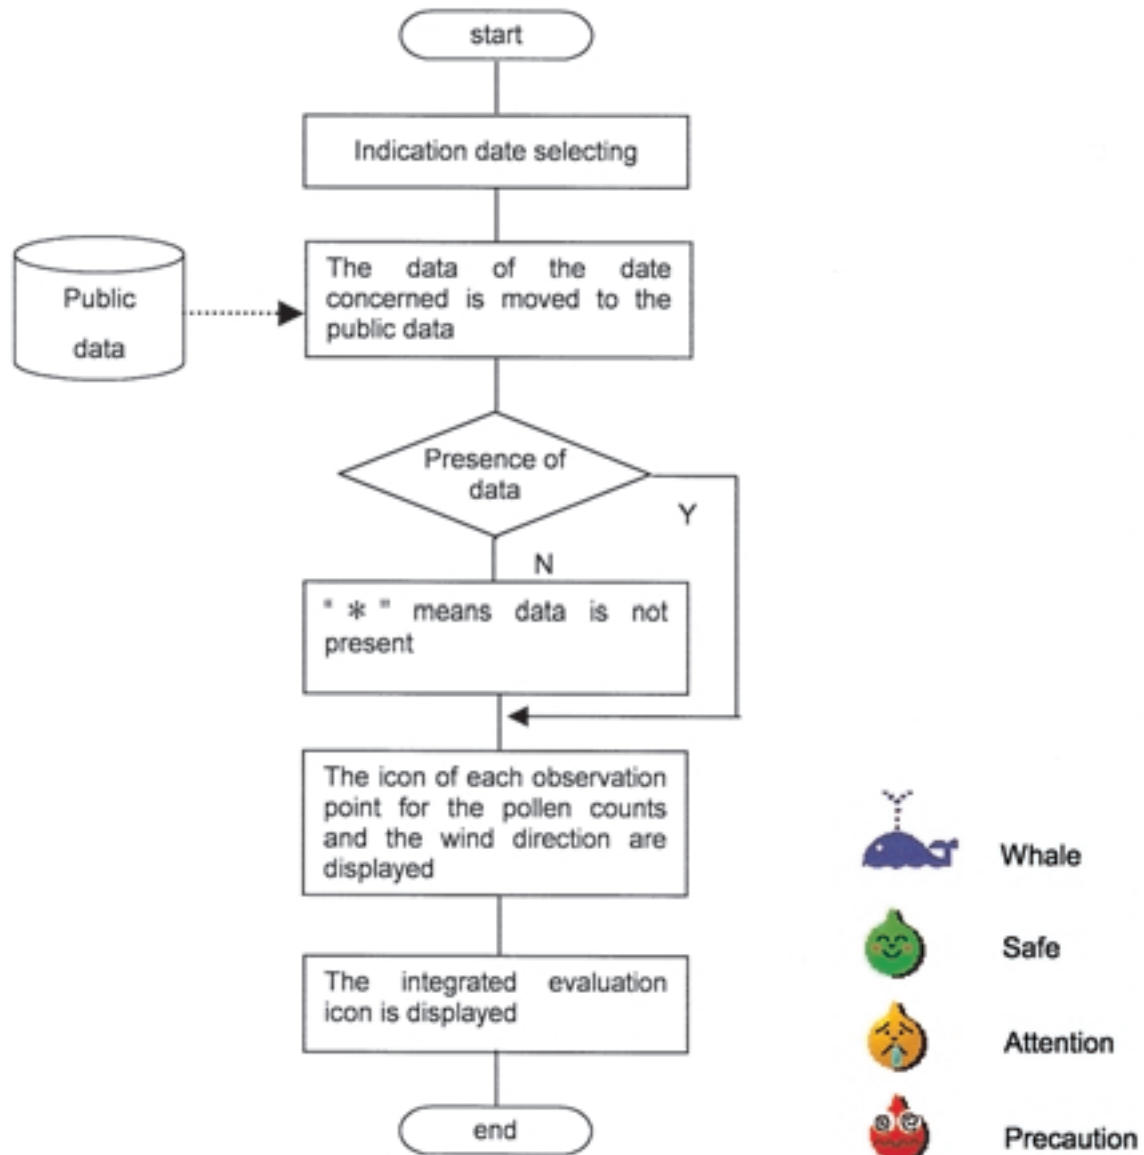 start
Indication date selecting
The data of the date
concerned is moved to the
public data
Public
data
Presence of
data
Y
N
" * " means data is not
present
The icon of each observation
point for the pollen counts
and the wind direction are
displayed
The integrated evaluation
icon is displayed
end
Whale
Safe
Attention
Precaution